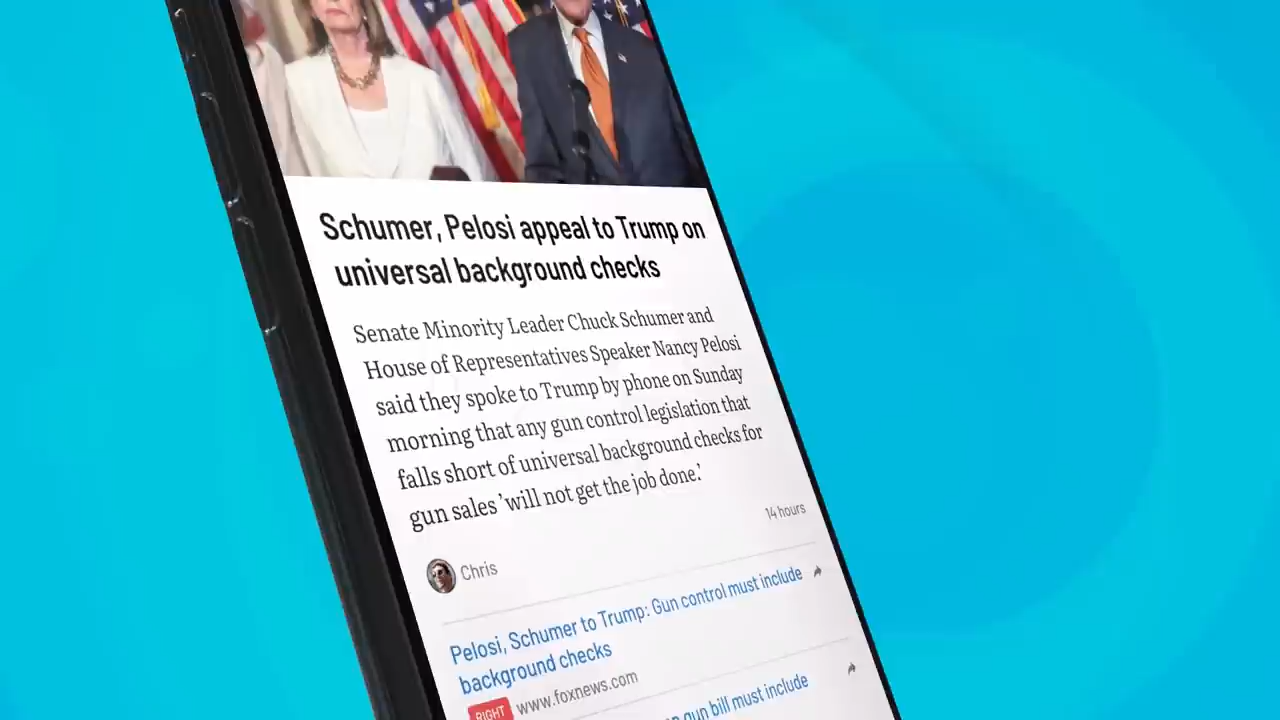 Schumer, Pelosi appeal to Trump on
universal background checks
Senate Minority Leader Chuck Schumer and
House of Representatives Speaker Nancy Pelosi
said they spoke to Trump by phone on Sunday
morning that any gun control legislation that
falls short of universal background checks for
gun sales 'will not get the job done.'
14 hours
Chris
Pelosi, Schumer to Trump: Gun control must include
background checks
RIGHT www.foxnews.com
gun bill must include